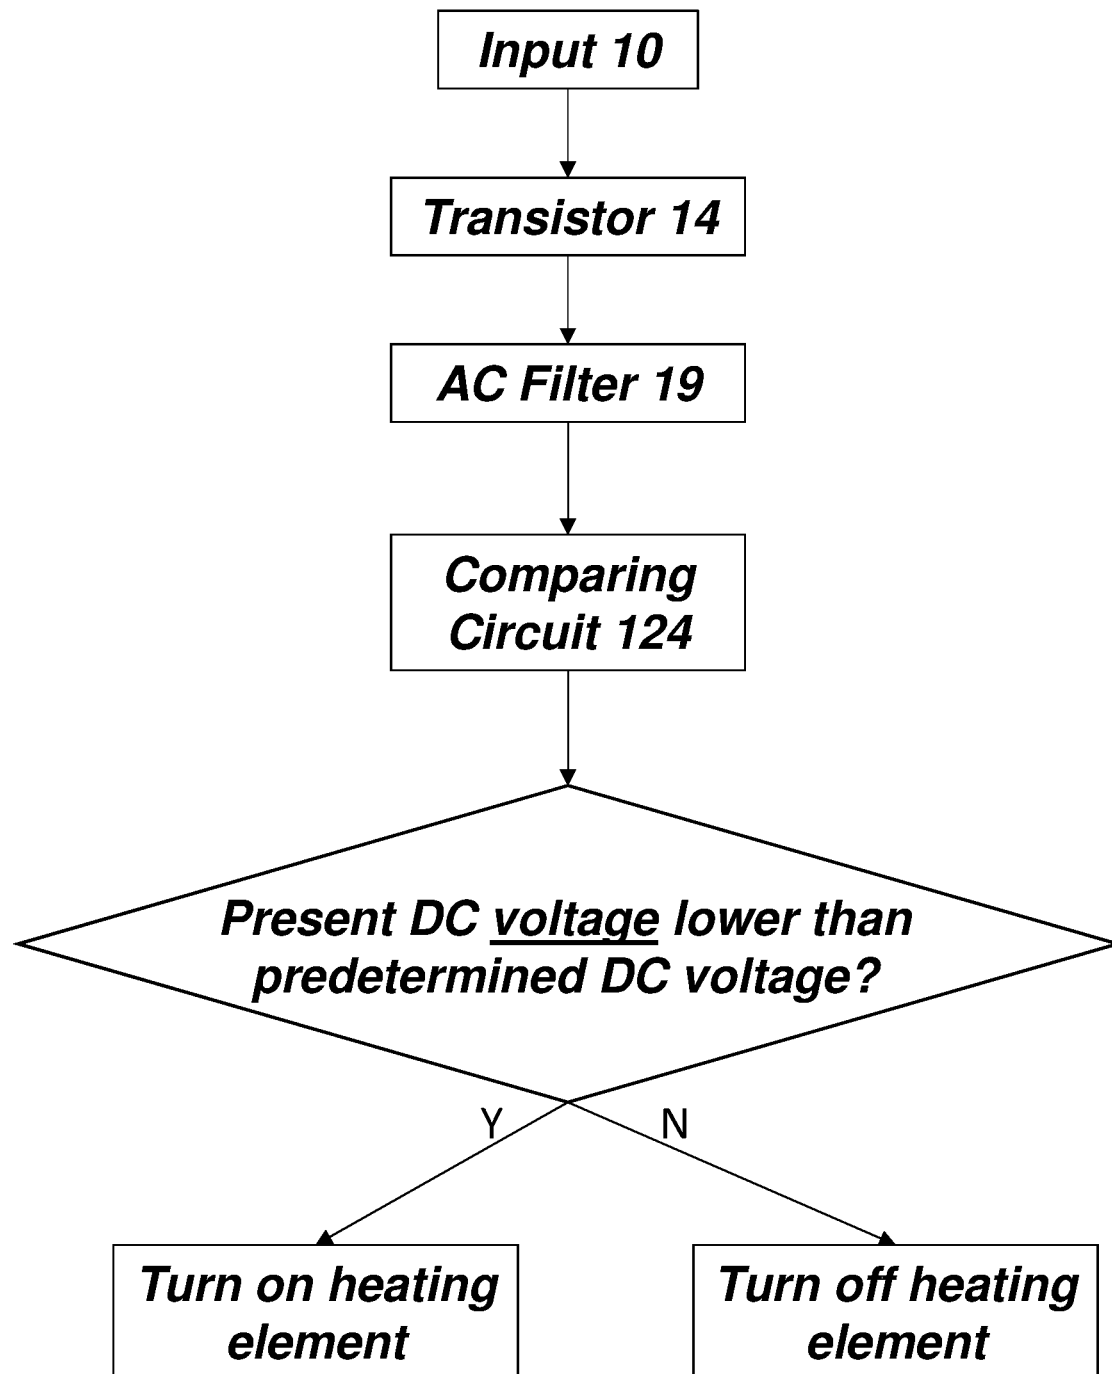 Input 10
Transistor 14
AC Filter 19
Comparing
Circuit 124
Present DC voltage lower than
predetermined DC voltage?
Y
N
Turn on heating
element
Turn off heating
element